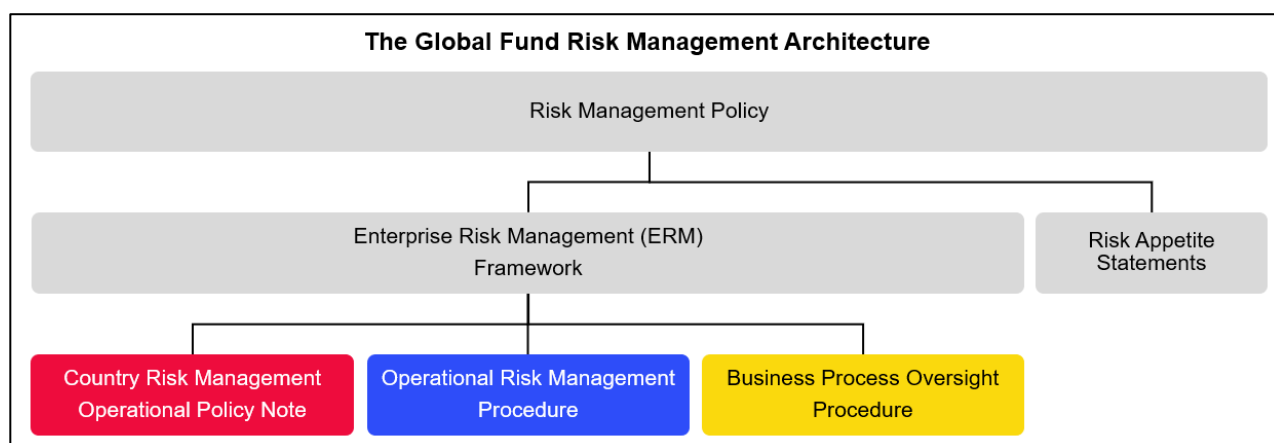 The Global Fund Risk Management Architecture
Risk Management Policy
Enterprise Risk Management (ERM)
Framework
Risk Appetite
Statements
Country Risk Management
Operational Policy Note
Operational Risk Management
Procedure
Business Process Oversight
Procedure